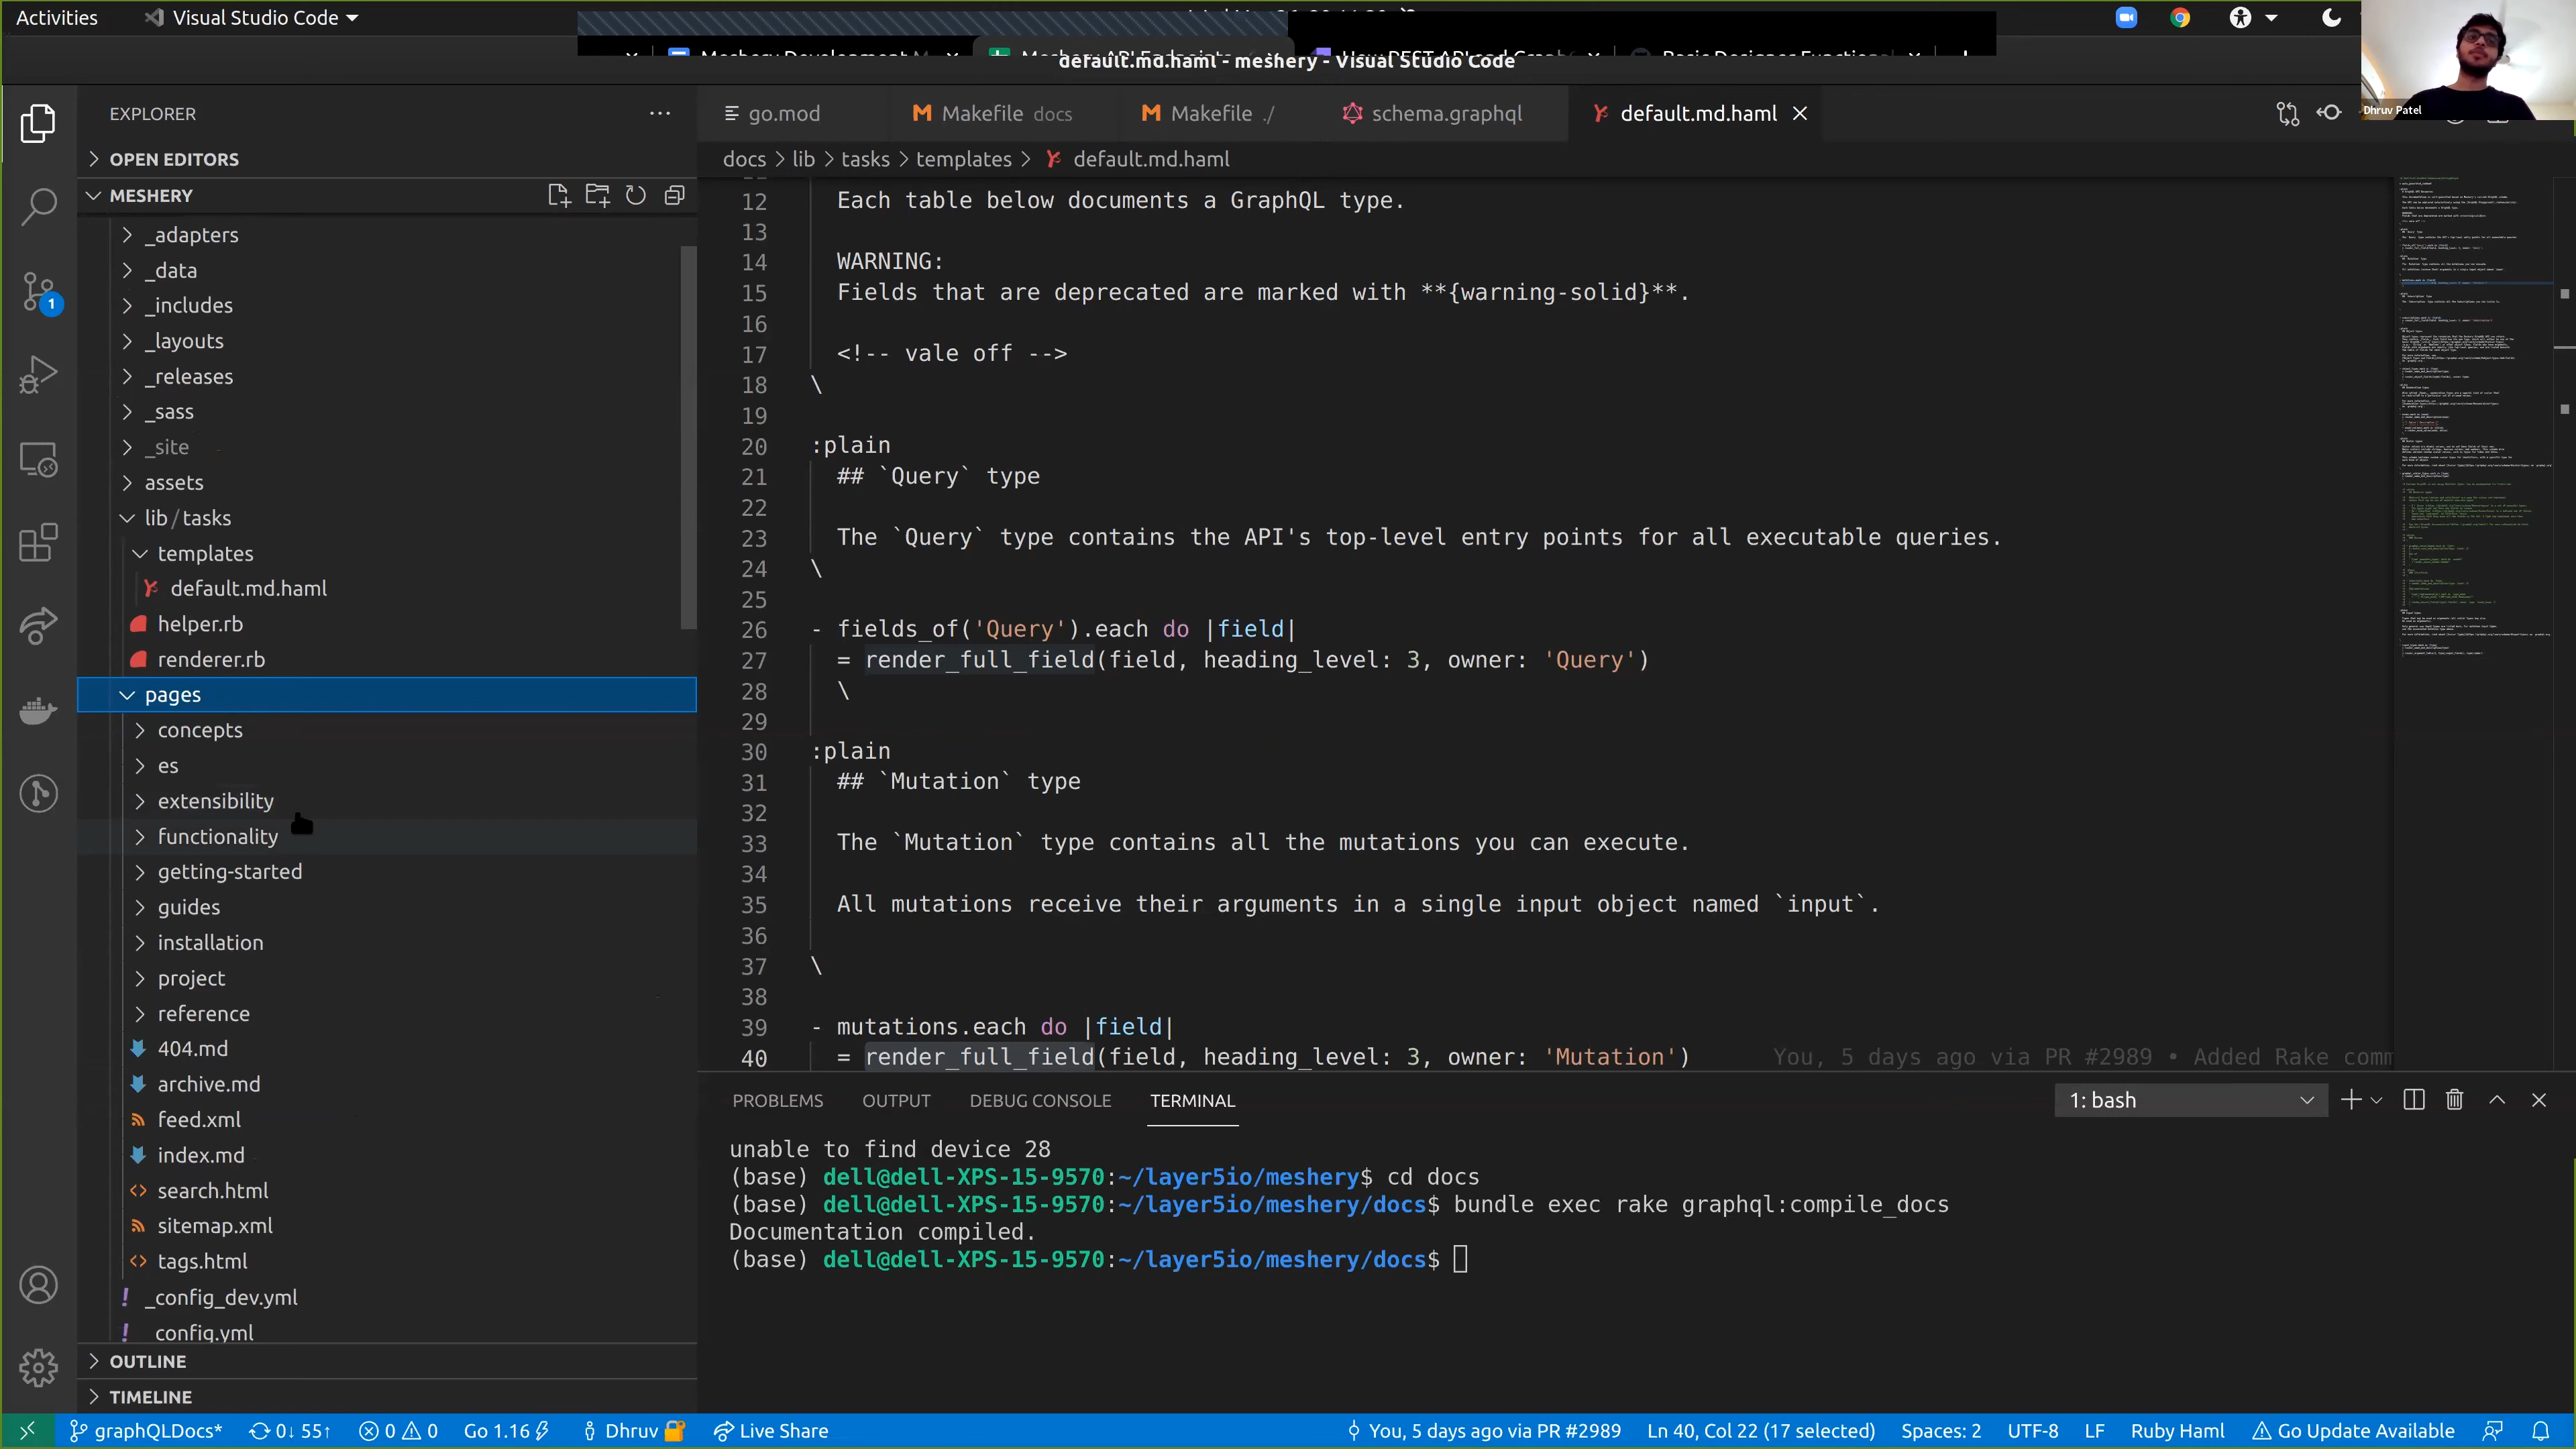 Activities
Visual Studio Code
default.md.haml - meshery - Visual Studio Code
Dhruv Patel
EXPLORER
go.mod
Makefile docs
Makefile ./
schema.graphql
default.md.haml
OPEN EDITORS
docs > lib > tasks > templates > default.md.haml
MESHERY
_adapters
_data
_includes
_layouts
_releases
_sass
_site
assets
lib/tasks
templates
default.md.haml
helper.rb
renderer.rb
pages
concepts
es
extensibility
functionality
getting-started
guides
installation
project
reference
404.md
archive.md
feed.xml
index.md
search.html
sitemap.xml
tags.html
_config_dev.yml
config.yml
OUTLINE
TIMELINE
12 Each table below documents a GraphQL type.
13
14 WARNING:
15 Fields that are deprecated are marked with **{warning-solid}**.
16
17 <!-- vale off -->
18 \
19
20 :plain
21 ## `Query` type
22
23 The `Query` type contains the API's top-level entry points for all executable queries.
24 \
25
26 - fields_of('Query').each do |field|
27 = render_full_field(field, heading_level: 3, owner: 'Query')
28 \
29
30 :plain
31 ## `Mutation` type
32
33 The `Mutation` type contains all the mutations you can execute.
34
35 All mutations receive their arguments in a single input object named `input`.
36
37 \
38
39 - mutations.each do |field|
40 = render_full_field(field, heading_level: 3, owner: 'Mutation') You, 5 days ago via PR #2989 • Added Rake comm
PROBLEMS OUTPUT DEBUG CONSOLE TERMINAL
1: bash
unable to find device 28
(base) dell@dell-XPS-15-9570:~/layer5io/meshery$ cd docs
(base) dell@dell-XPS-15-9570:~/layer5io/meshery/docs$ bundle exec rake graphql:compile_docs
Documentation compiled.
(base) dell@dell-XPS-15-9570:~/layer5io/meshery/docs$
graphQLDocs* 0↓ 55↑ 0 0 Go 1.16 Dhruv Live Share You, 5 days ago via PR #2989 Ln 40, Col 22 (17 selected) Spaces: 2 UTF-8 LF Ruby Haml Go Update Available